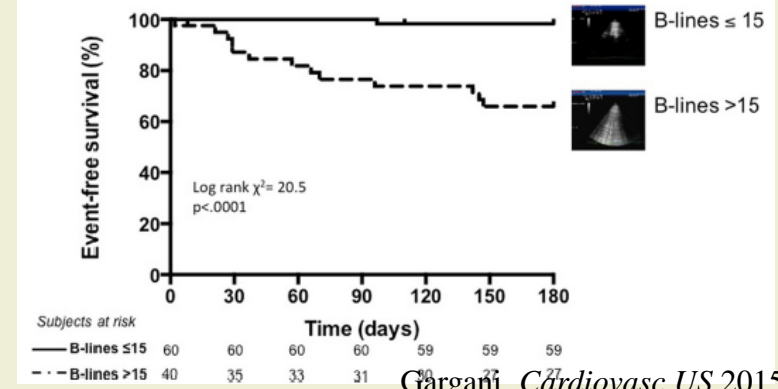 100
80
60
40
20
0
Event-free survival (%)
B-lines ≤ 15
B-lines >15
Log rank χ²= 20.5
p<.0001
0 30 60 90 120 150 180
Time (days)
Subjects at risk
B-lines ≤15 60 60 60 60 59 59 59
B-lines >15 40 35 33 31 30 27 27
Gargani Cardiovasc US 2015